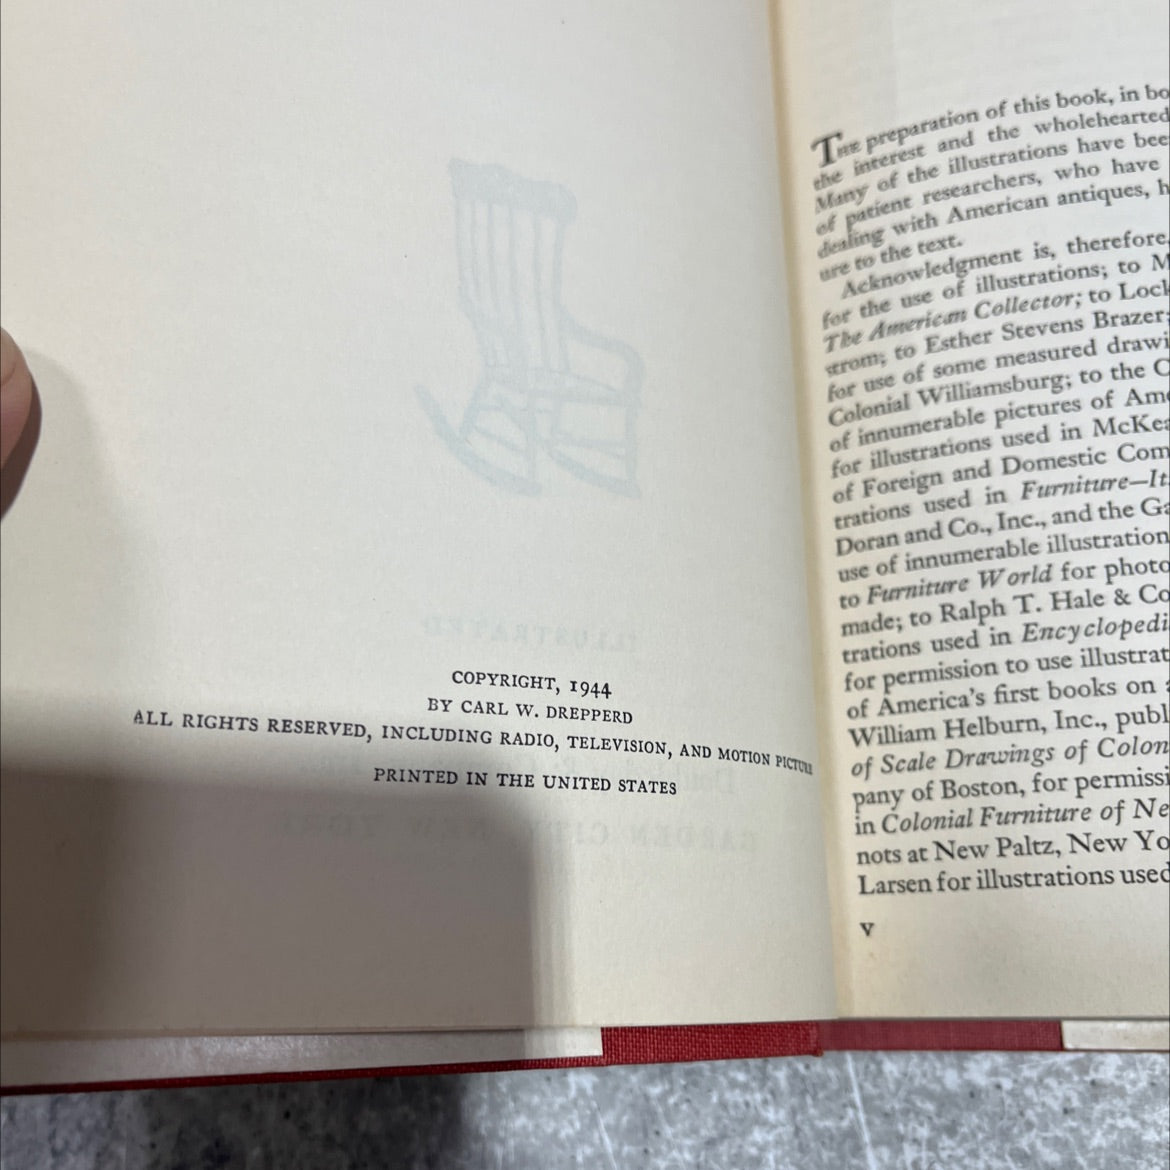 COPYRIGHT, 1944
BY CARL W. DREPPERD
ALL RIGHTS RESERVED, INCLUDING RADIO, TELEVISION, AND MOTION PICTURE
PRINTED IN THE UNITED STATES
The preparation of this book, in bo
the interest and the wholehearted
Many of the illustrations have bee
of patient researchers, who have
dealing with American antiques, h
ure to the text.
Acknowledgment is, therefore,
for the use of illustrations; to M
The American Collector; to Lock
strom; to Esther Stevens Brazer;
for use of some measured drawi
Colonial Williamsburg; to the C
of innumerable pictures of Ame
for illustrations used in McKea
of Foreign and Domestic Com
trations used in Furniture—It
Doran and Co., Inc., and the Ga
use of innumerable illustration
to Furniture World for photo
made; to Ralph T. Hale & Co
trations used in Encyclopedi
for permission to use illustrat
of America's first books on
William Helburn, Inc., publ
of Scale Drawings of Colon
pany of Boston, for permissi
in Colonial Furniture of Ne
nots at New Paltz, New Yo
Larsen for illustrations used
v